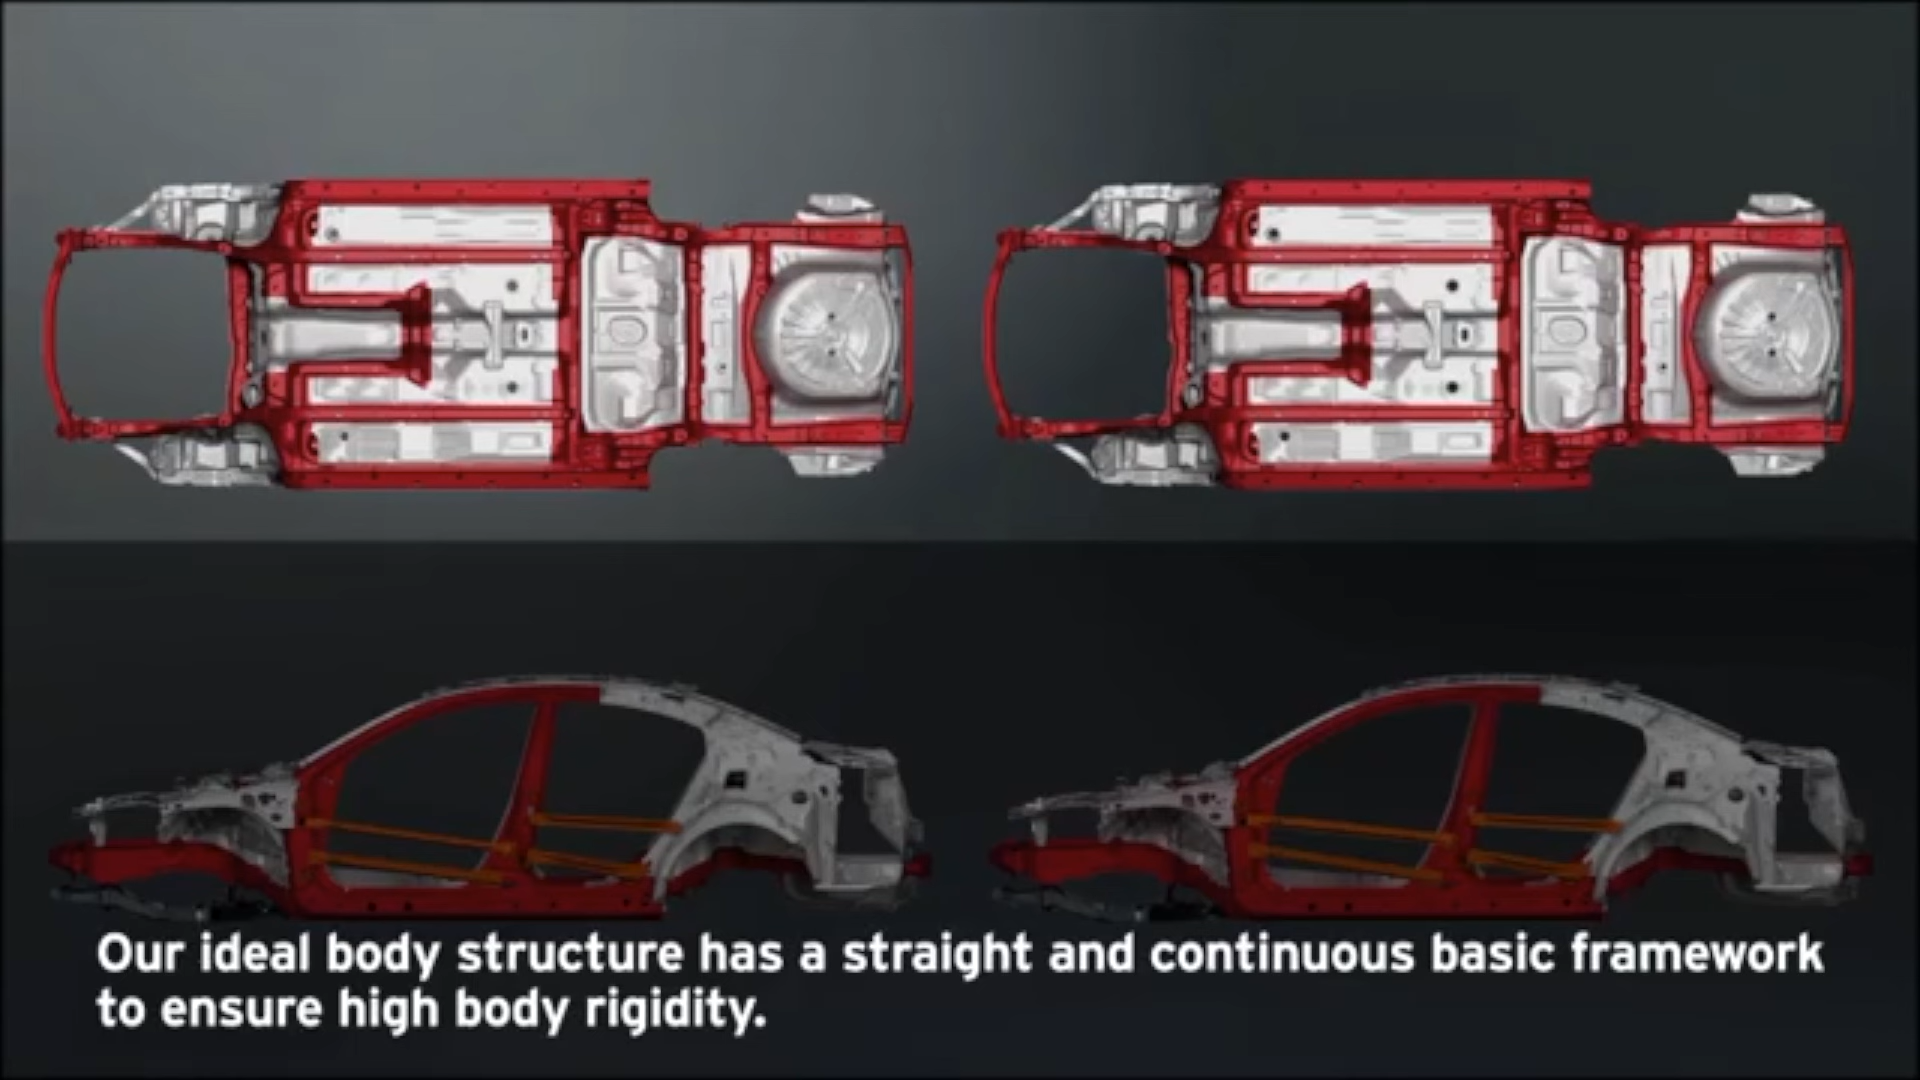 Our ideal body structure has a straight and continuous basic framework
to ensure high body rigidity.